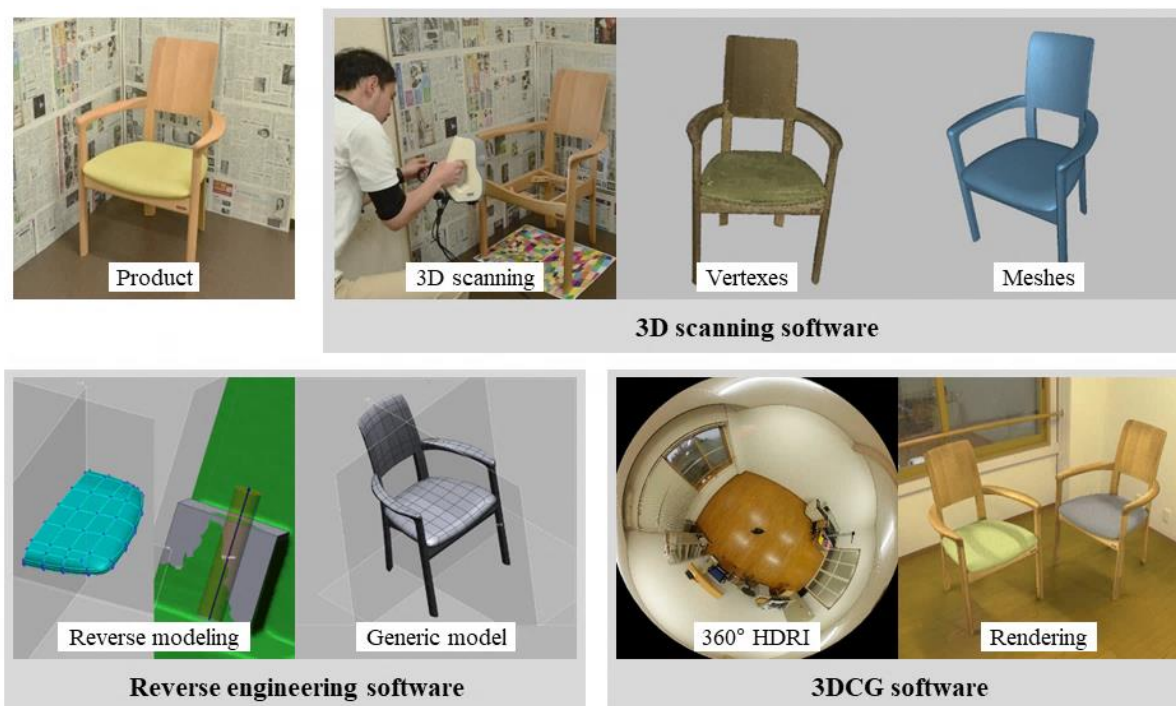 Product
3D scanning
Vertexes
Meshes
3D scanning software
Reverse modeling
Generic model
Reverse engineering software
360° HDRI
Rendering
3DCG software